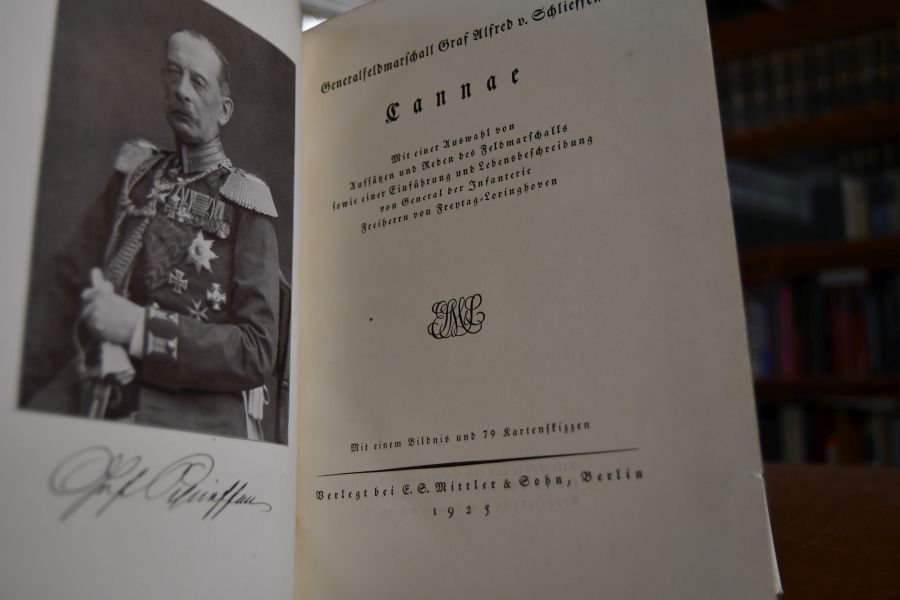 Graf Schlieffen
Generalfeldmarschall Graf Alfred v. Schlieffen
Cannae
Mit einer Auswahl von
Aufsätzen und Reden des Feldmarschalls
sowie einer Einführung und Lebensbeschreibung
von General der Infanterie
Freiherrn von Freytag-Loringhoven
Mit einem Bildnis und 79 Kartenskizzen
Verlegt bei E. S. Mittler & Sohn, Berlin
1925